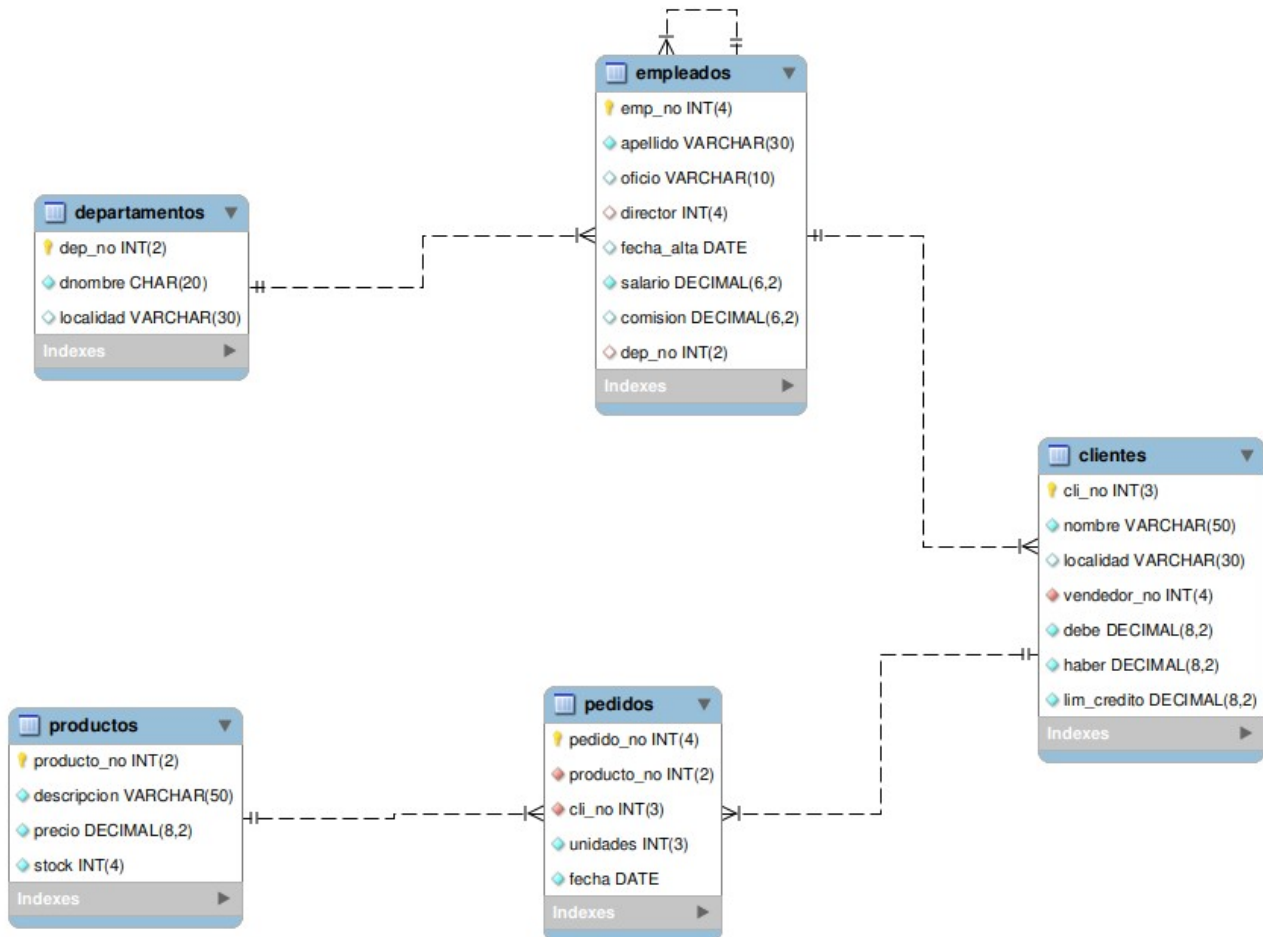 empleados
emp_no INT(4)
apellido VARCHAR(30)
oficio VARCHAR(10)
director INT(4)
fecha_alta DATE
salario DECIMAL(6,2)
comision DECIMAL(6,2)
dep_no INT(2)
Indexes
departamentos
dep_no INT(2)
dnombre CHAR(20)
localidad VARCHAR(30)
Indexes
clientes
cli_no INT(3)
nombre VARCHAR(50)
localidad VARCHAR(30)
vendedor_no INT(4)
debe DECIMAL(8,2)
haber DECIMAL(8,2)
lim_credito DECIMAL(8,2)
Indexes
productos
producto_no INT(2)
descripcion VARCHAR(50)
precio DECIMAL(8,2)
stock INT(4)
Indexes
pedidos
pedido_no INT(4)
producto_no INT(2)
cli_no INT(3)
unidades INT(3)
fecha DATE
Indexes